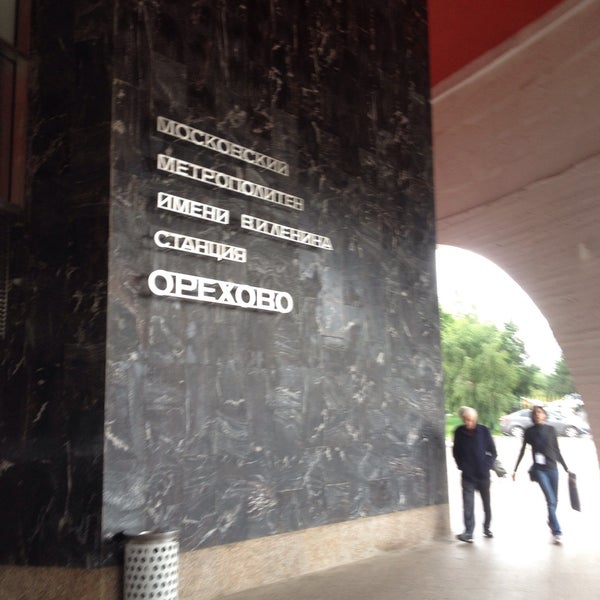 МОСКОВСКИЙ
МЕТРОПОЛИТЕН
ИМЕНИ В.И.ЛЕНИНА
СТАНЦИЯ
ОРЕХОВО